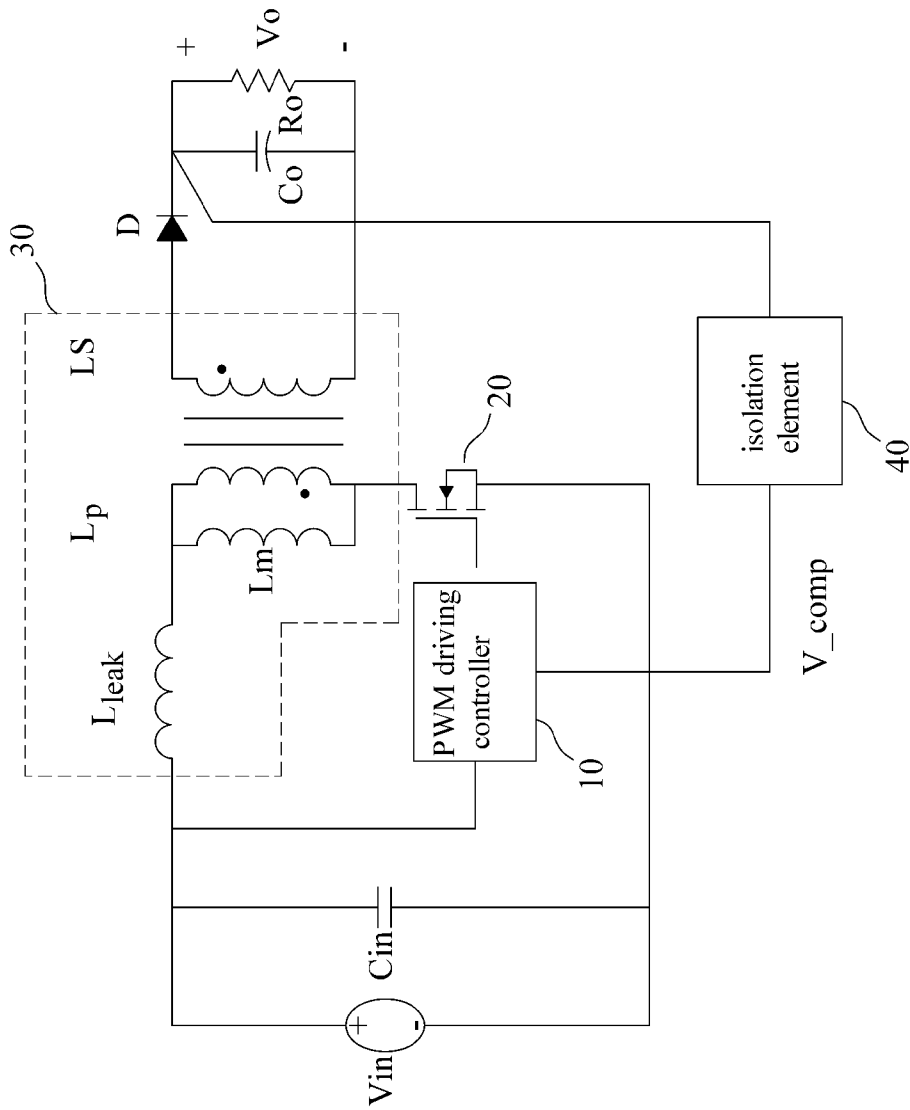 30
LS
D
+
Vo
-
Ro
Co
Lp
Lm
Lleak
20
PWM driving
controller
10
isolation
element
40
V_comp
Cin
Vin
+
-